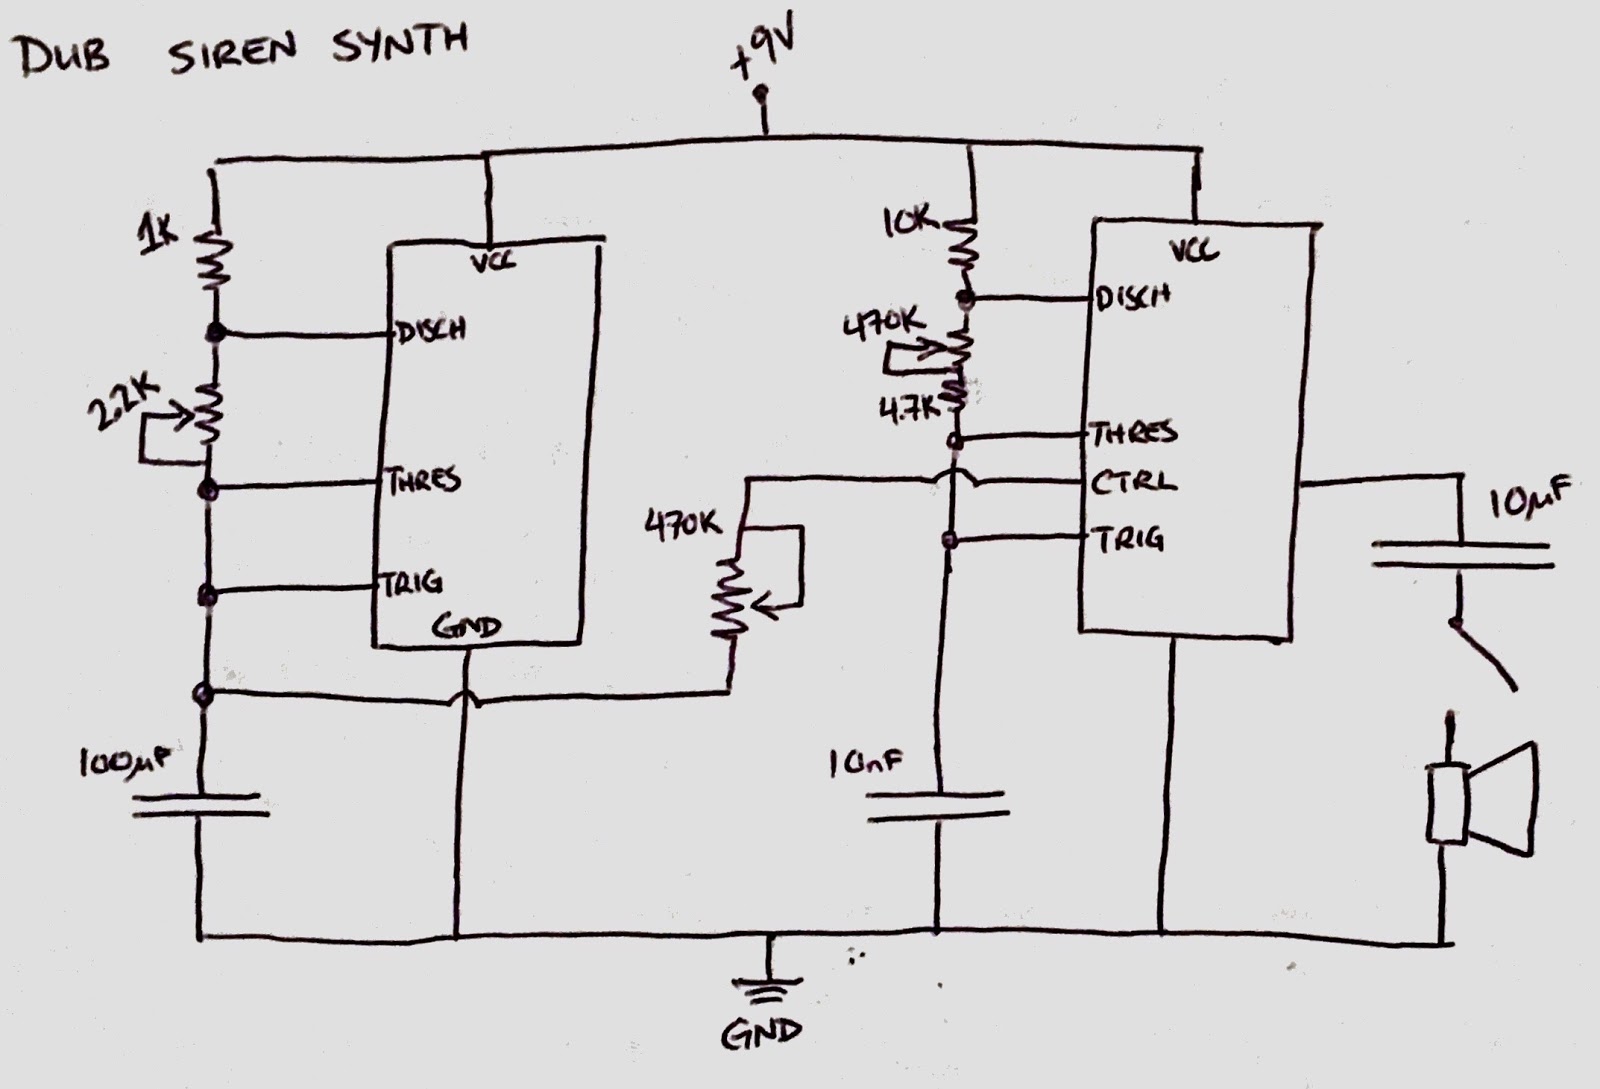 DUB SIREN SYNTH
+9V
1K
VCC
DISCH
2.2K
THRES
TRIG
GND
100µF
470K
10K
VCC
DISCH
470K
4.7K
THRES
CTRL
TRIG
10µF
10nF
GND